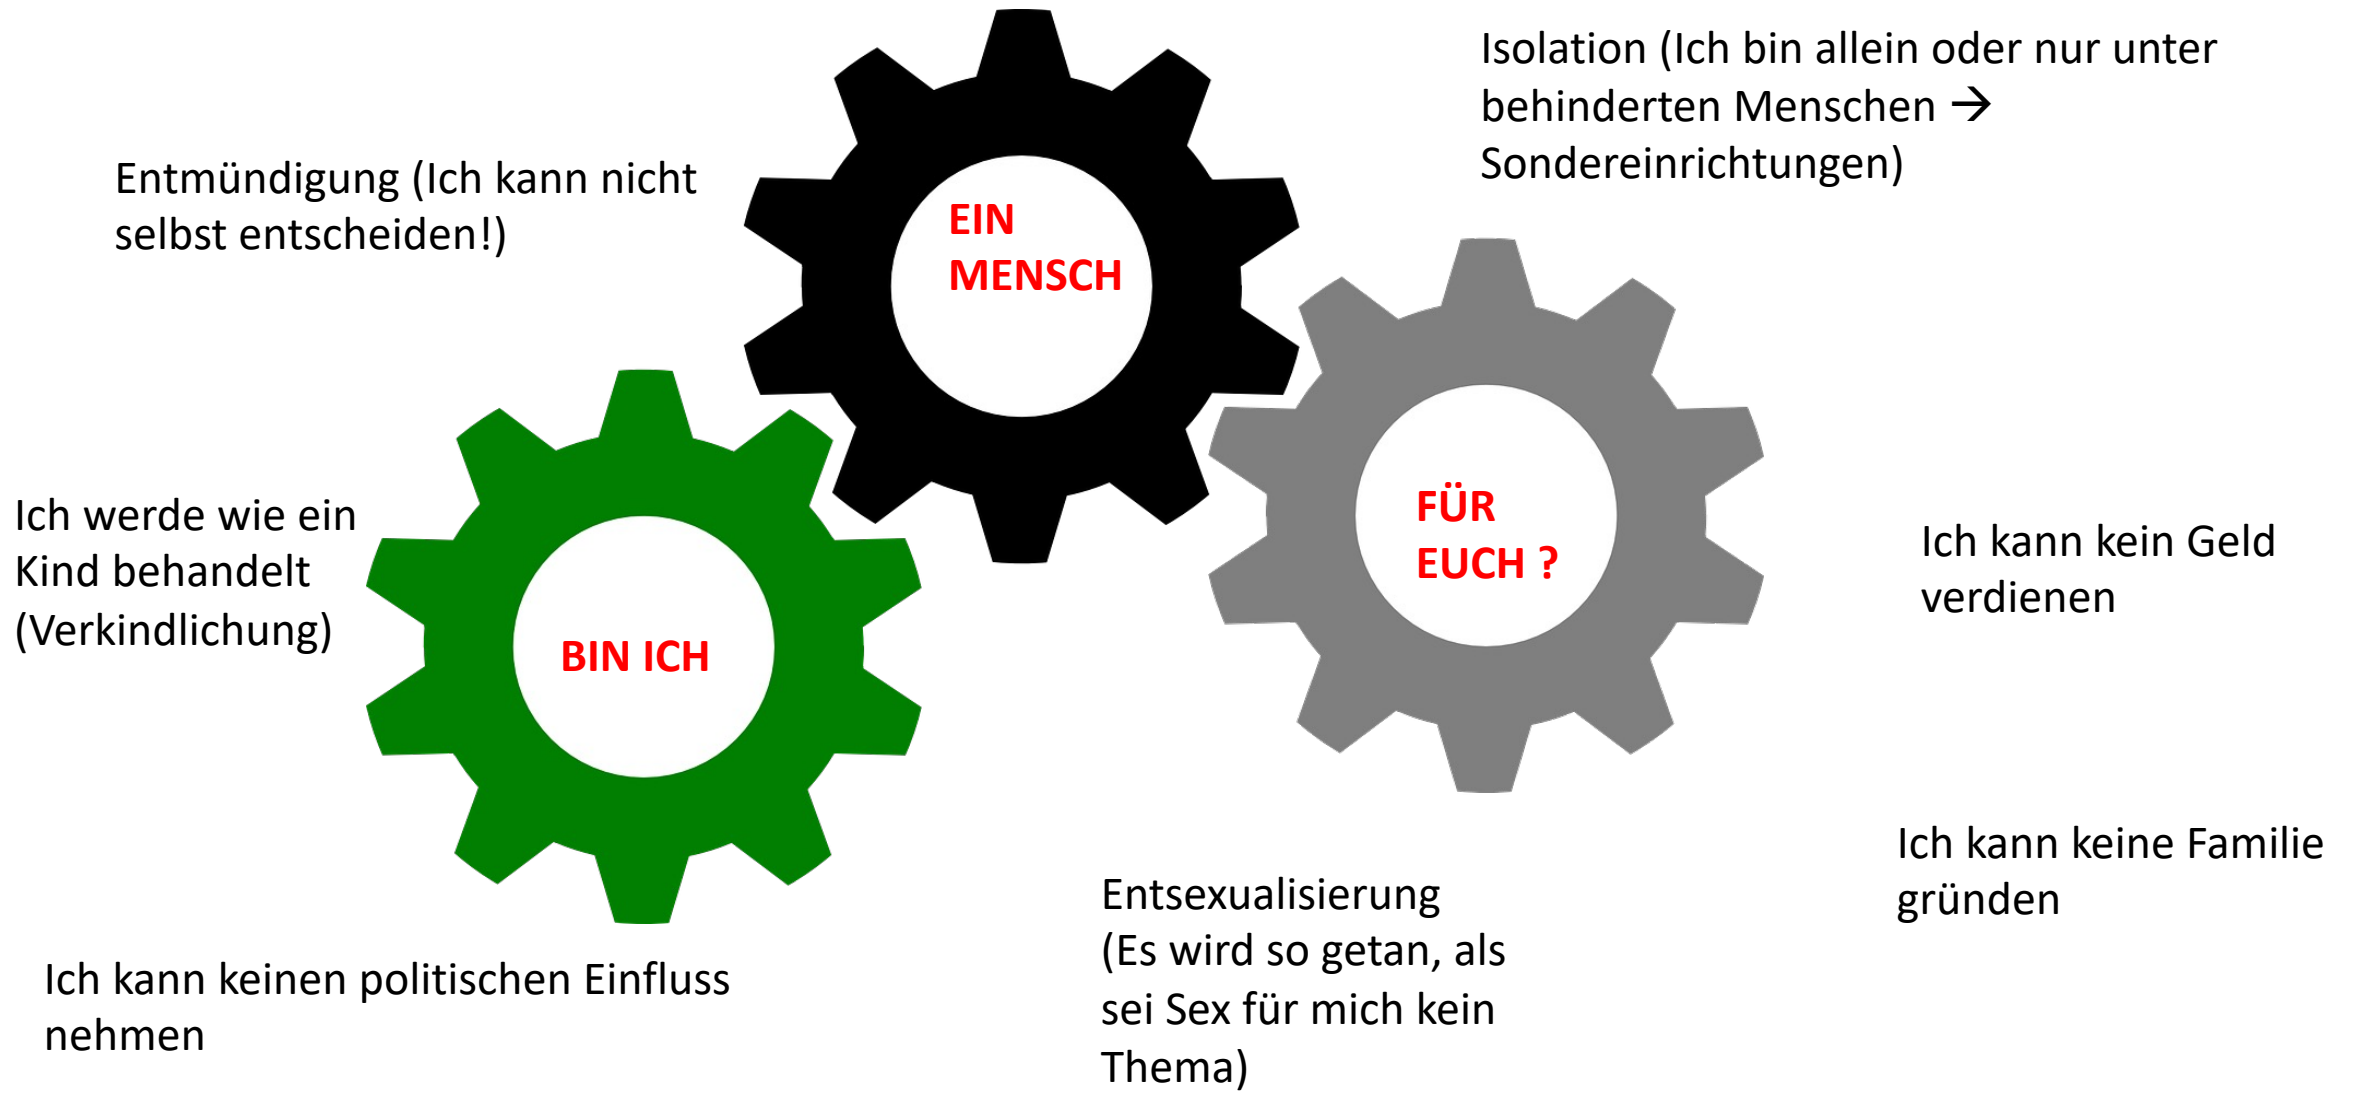 Entmündigung (Ich kann nicht
selbst entscheiden!)
Isolation (Ich bin allein oder nur unter
behinderten Menschen →
Sondereinrichtungen)
Ich werde wie ein
Kind behandelt
(Verkindlichung)
BIN ICH
EIN
MENSCH
FÜR
EUCH ?
Ich kann kein Geld
verdienen
Ich kann keine Familie
gründen
Entsexualisierung
(Es wird so getan, als
sei Sex für mich kein
Thema)
Ich kann keinen politischen Einfluss
nehmen